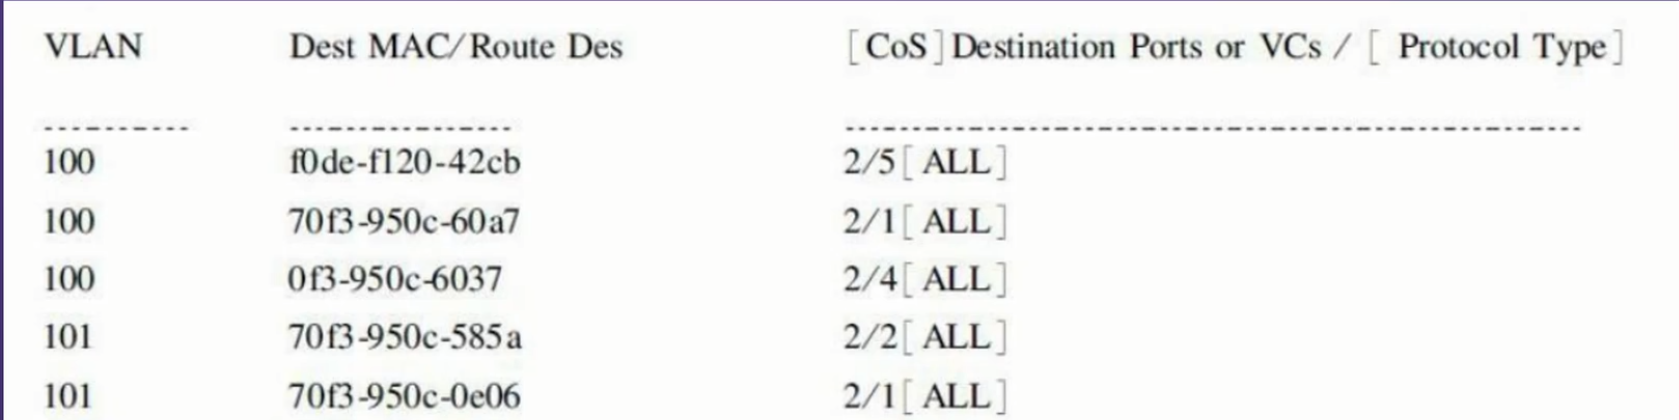 VLAN Dest MAC/Route Des [CoS]Destination Ports or VCs / [ Protocol Type]
----------- ----------------- --------------------------------------------------------
100 f0de-f120-42cb 2/5[ ALL]
100 70f3-950c-60a7 2/1[ ALL]
100 0f3-950c-6037 2/4[ ALL]
101 70f3-950c-585a 2/2[ ALL]
101 70f3-950c-0e06 2/1[ ALL]